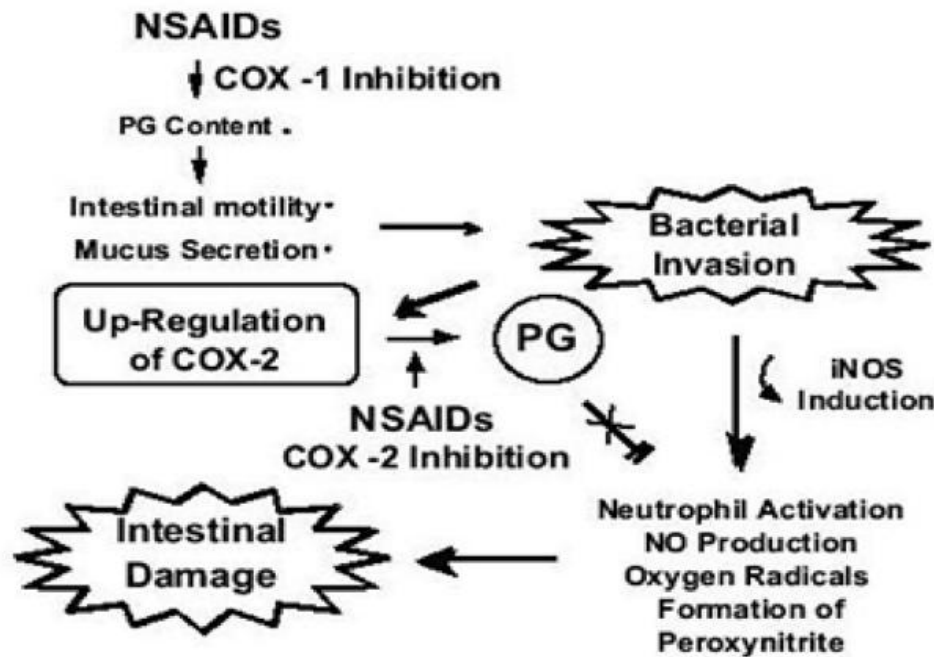 NSAIDs
COX -1 Inhibition
PG Content .
Intestinal motility·
Mucus Secretion·
Bacterial
Invasion
Up-Regulation
of COX-2
PG
iNOS
Induction
NSAIDs
COX -2 Inhibition
Neutrophil Activation
NO Production
Oxygen Radicals
Formation of
Peroxynitrite
Intestinal
Damage